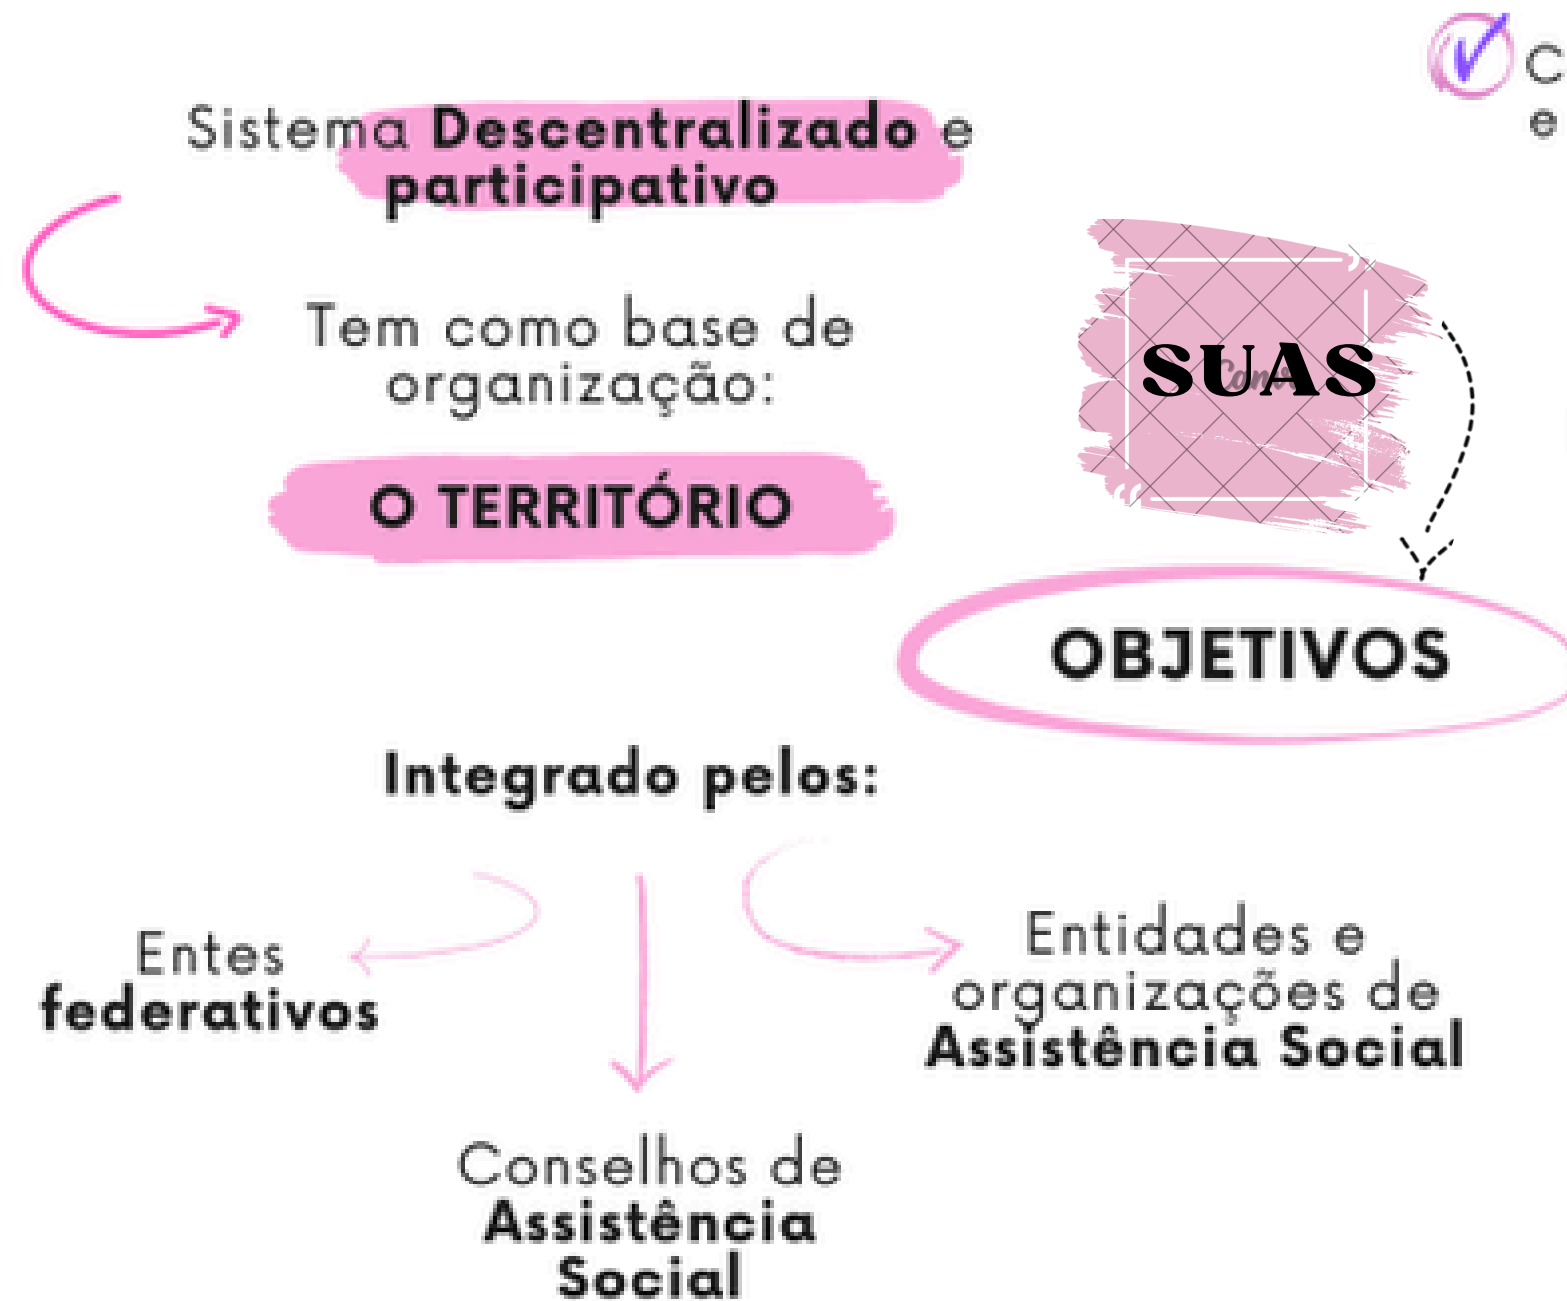 Sistema Descentralizado e
participativo
Tem como base de
organização:
O TERRITÓRIO
C
e
SUAS
OBJETIVOS
Integrado pelos:
Entes
federativos
Conselhos de
Assistência
Social
Entidades e
organizações de
Assistência Social